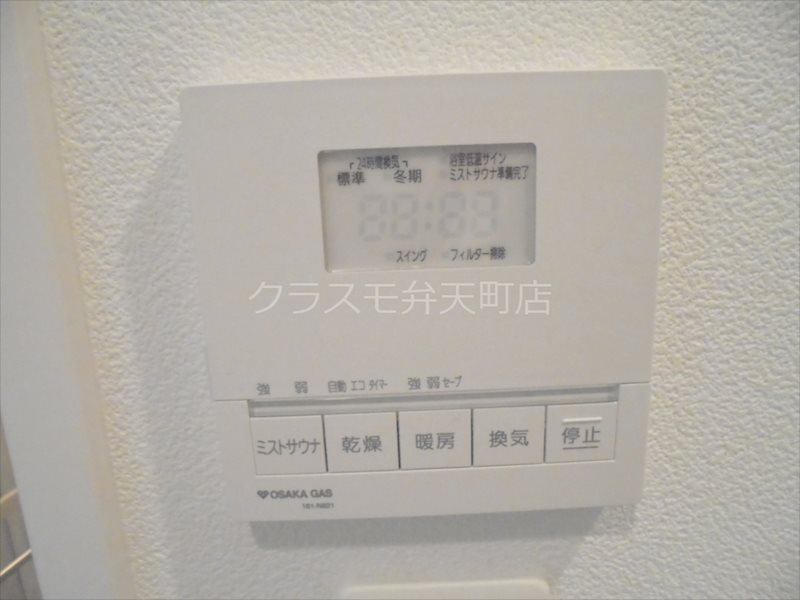 24時間換気
標準 冬期
浴室低温サイン
ミストサウナ準備完了
88:88
スイング フィルター掃除
クラスモ弁天町店
強 弱 自動 エコ タイマー 強 弱 セーブ
ミストサウナ 乾燥 暖房 換気 停止
OSAKA GAS
161-N821